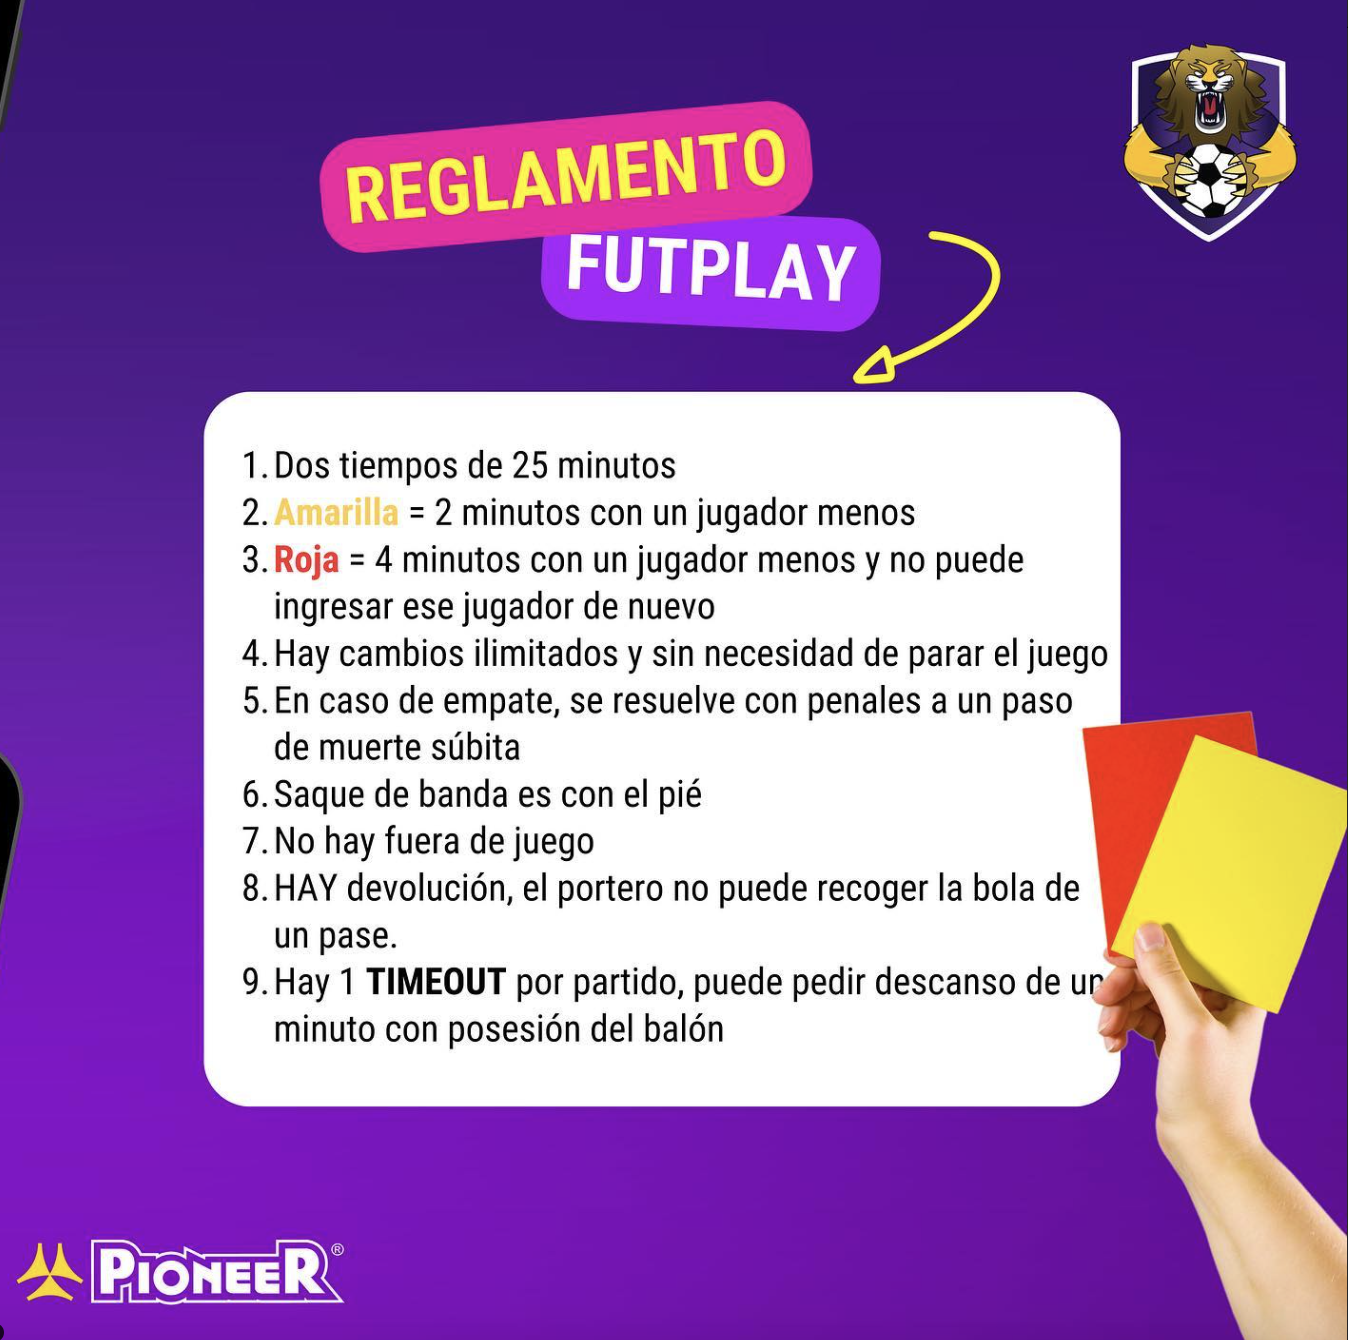 REGLAMENTO
FUTPLAY
1. Dos tiempos de 25 minutos
2. Amarilla = 2 minutos con un jugador menos
3. Roja = 4 minutos con un jugador menos y no puede
ingresar ese jugador de nuevo
4. Hay cambios ilimitados y sin necesidad de parar el juego
5. En caso de empate, se resuelve con penales a un paso
de muerte súbita
6. Saque de banda es con el pié
7. No hay fuera de juego
8. HAY devolución, el portero no puede recoger la bola de
un pase.
9. Hay 1 TIMEOUT por partido, puede pedir descanso de un
minuto con posesión del balón
PIONEER®